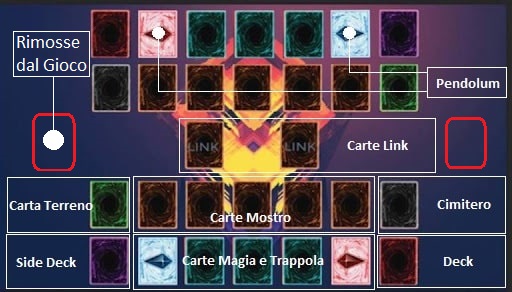 Rimosse
dal Gioco
Pendolum
LINK LINK
Carte Link
Carta Terreno
Carte Mostro
Cimitero
Side Deck
Carte Magia e Trappola
Deck